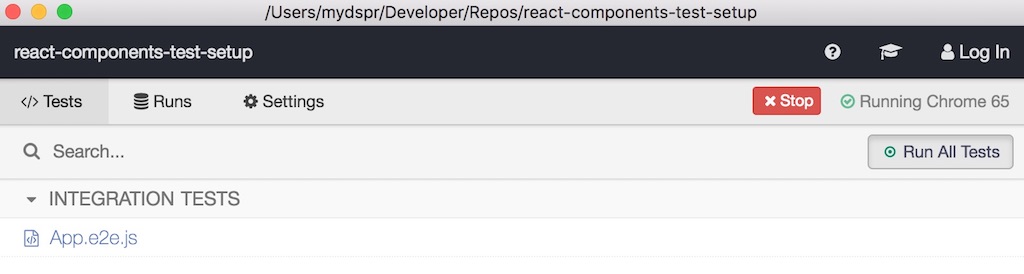 /Users/mydspr/Developer/Repos/react-components-test-setup
react-components-test-setup Log In
Tests Runs Settings Stop Running Chrome 65
Search... Run All Tests
INTEGRATION TESTS
App.e2e.js